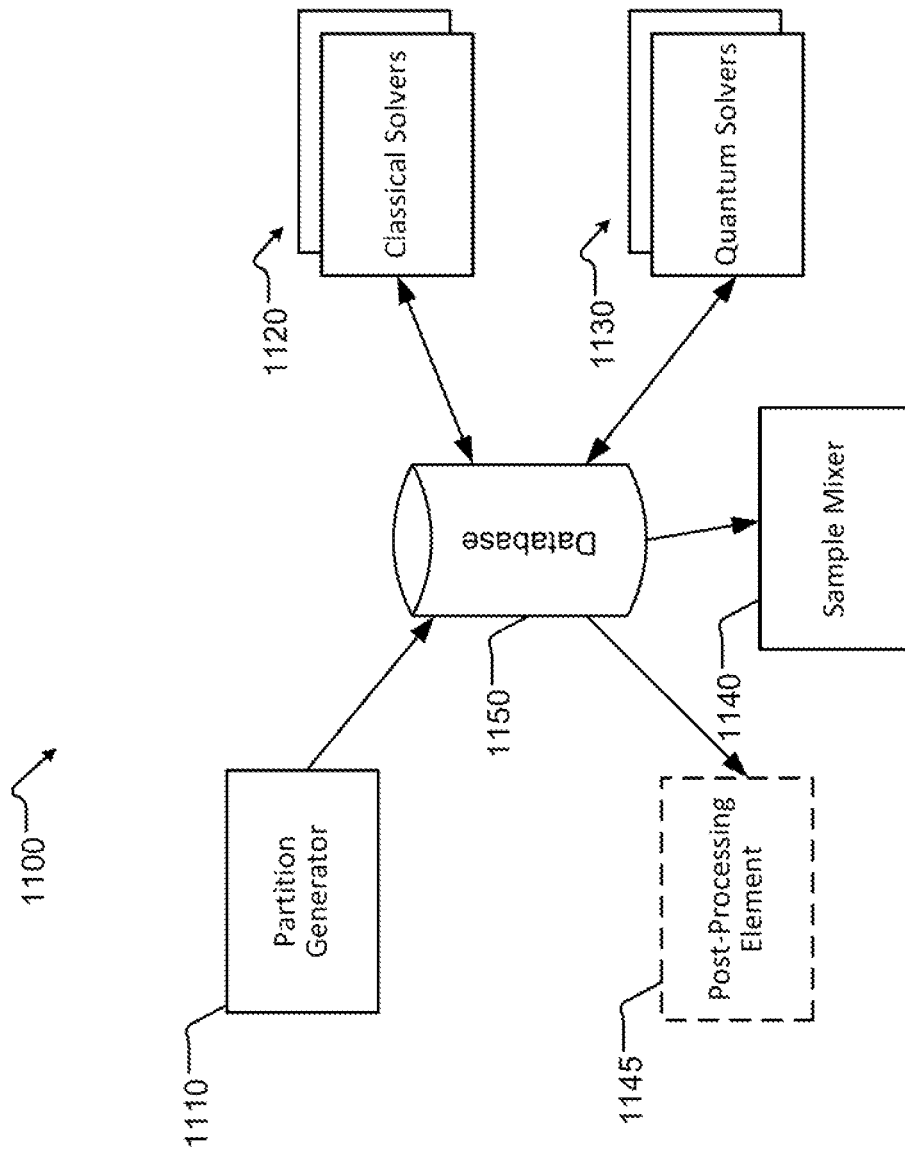 1100
1110
Partition
Generator
1120
Classical Solvers
1150
Database
1130
Quantum Solvers
1145
Post-Processing
Element
1140
Sample Mixer